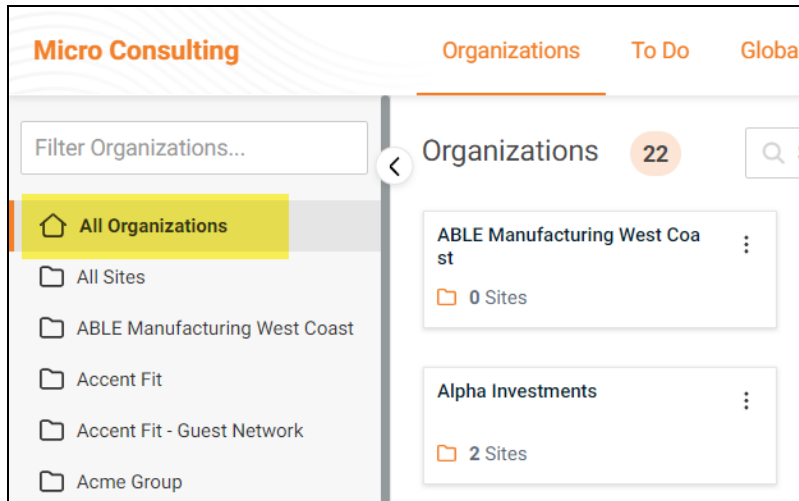 Micro Consulting
Organizations
To Do
Globa
Filter Organizations...
All Organizations
All Sites
ABLE Manufacturing West Coast
Accent Fit
Accent Fit - Guest Network
Acme Group
Organizations 22
ABLE Manufacturing West Coa
st
0 Sites
Alpha Investments
2 Sites